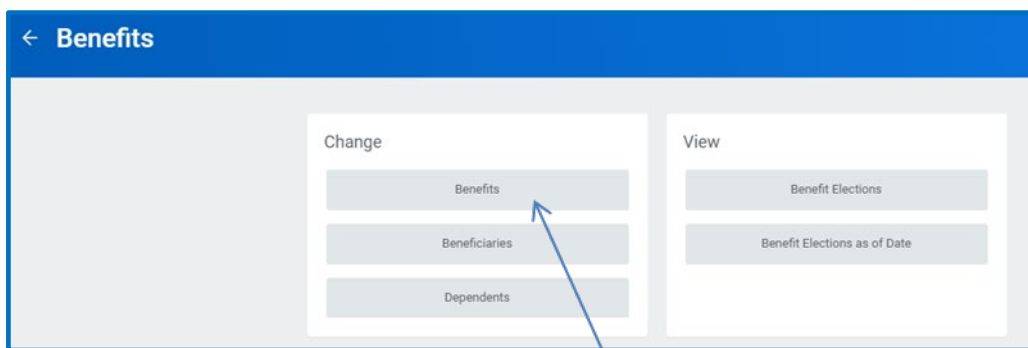 Benefits
Change
Benefits
Beneficiaries
Dependents
View
Benefit Elections
Benefit Elections as of Date